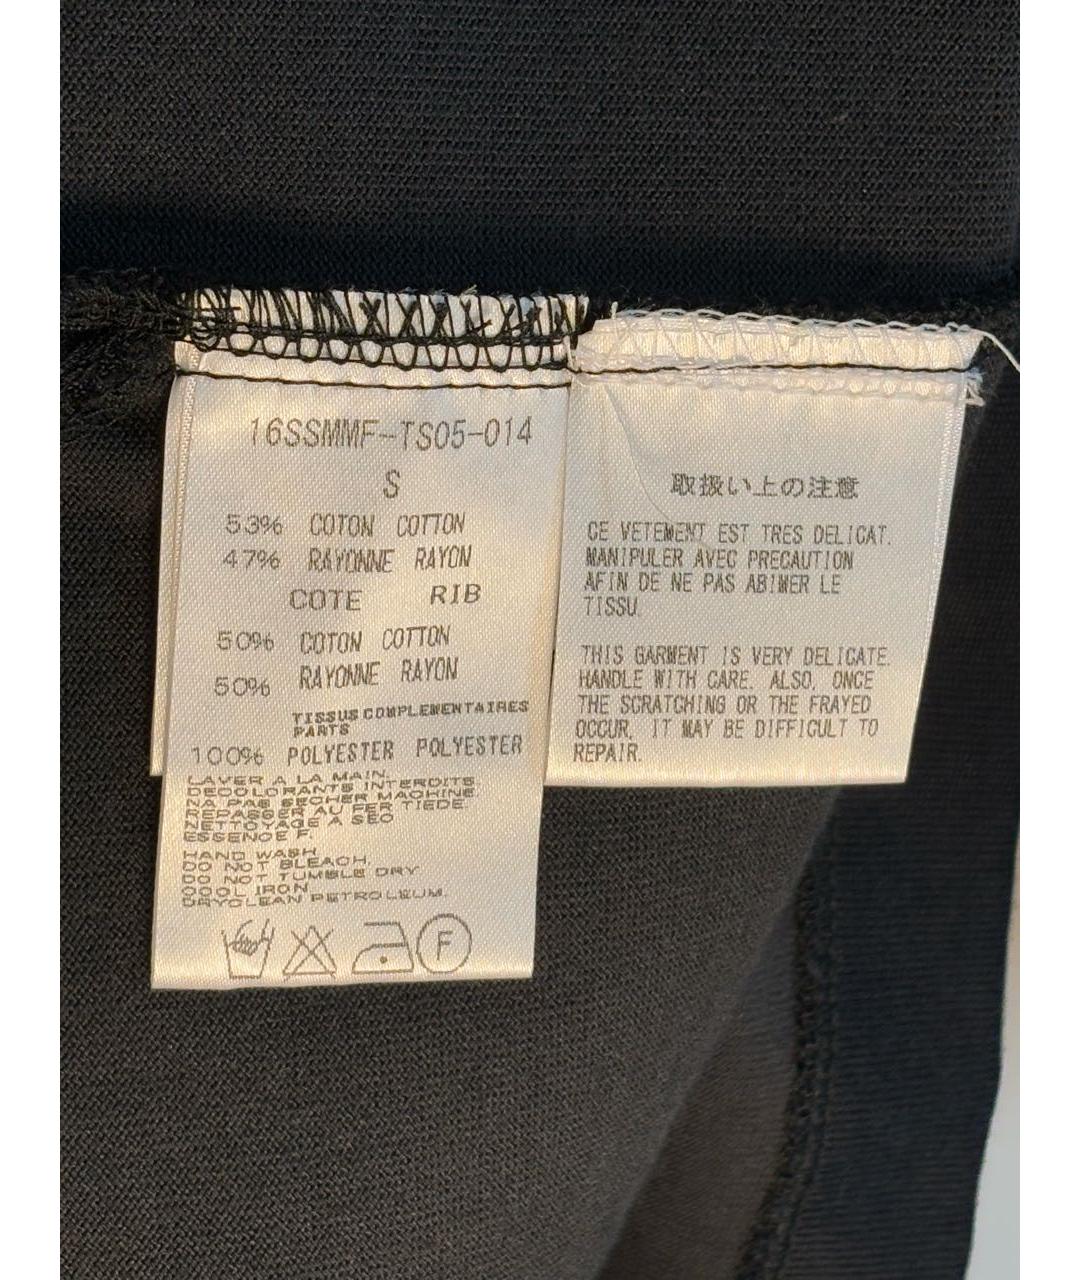 16SSMMF-TS05-014
S
53% COTON COTTON
47% RAYONNE RAYON
COTE RIB
50% COTON COTTON
50% RAYONNE RAYON
TISSUS COMPLEMENTAIRES
PARTS
100% POLYESTER POLYESTER
LAVER A LA MAIN.
DECOLORANTS INTERDITS.
NA PAS SECHER MACHINE.
REPASSER AU FER TIEDE.
NETTOYAGE A SEC
ESSENCE F.
HAND WASH
DO NOT BLEACH.
DO NOT TUMBLE DRY
COOL IRON
DRYCLEAN PETROLEUM.
F
取扱い上の注意
CE VETEMENT EST TRES DELICAT.
MANIPULER AVEC PRECAUTION
AFIN DE NE PAS ABIMER LE
TISSU.
THIS GARMENT IS VERY DELICATE.
HANDLE WITH CARE. ALSO, ONCE
THE SCRATCHING OR THE FRAYED
OCCUR, IT MAY BE DIFFICULT TO
REPAIR.